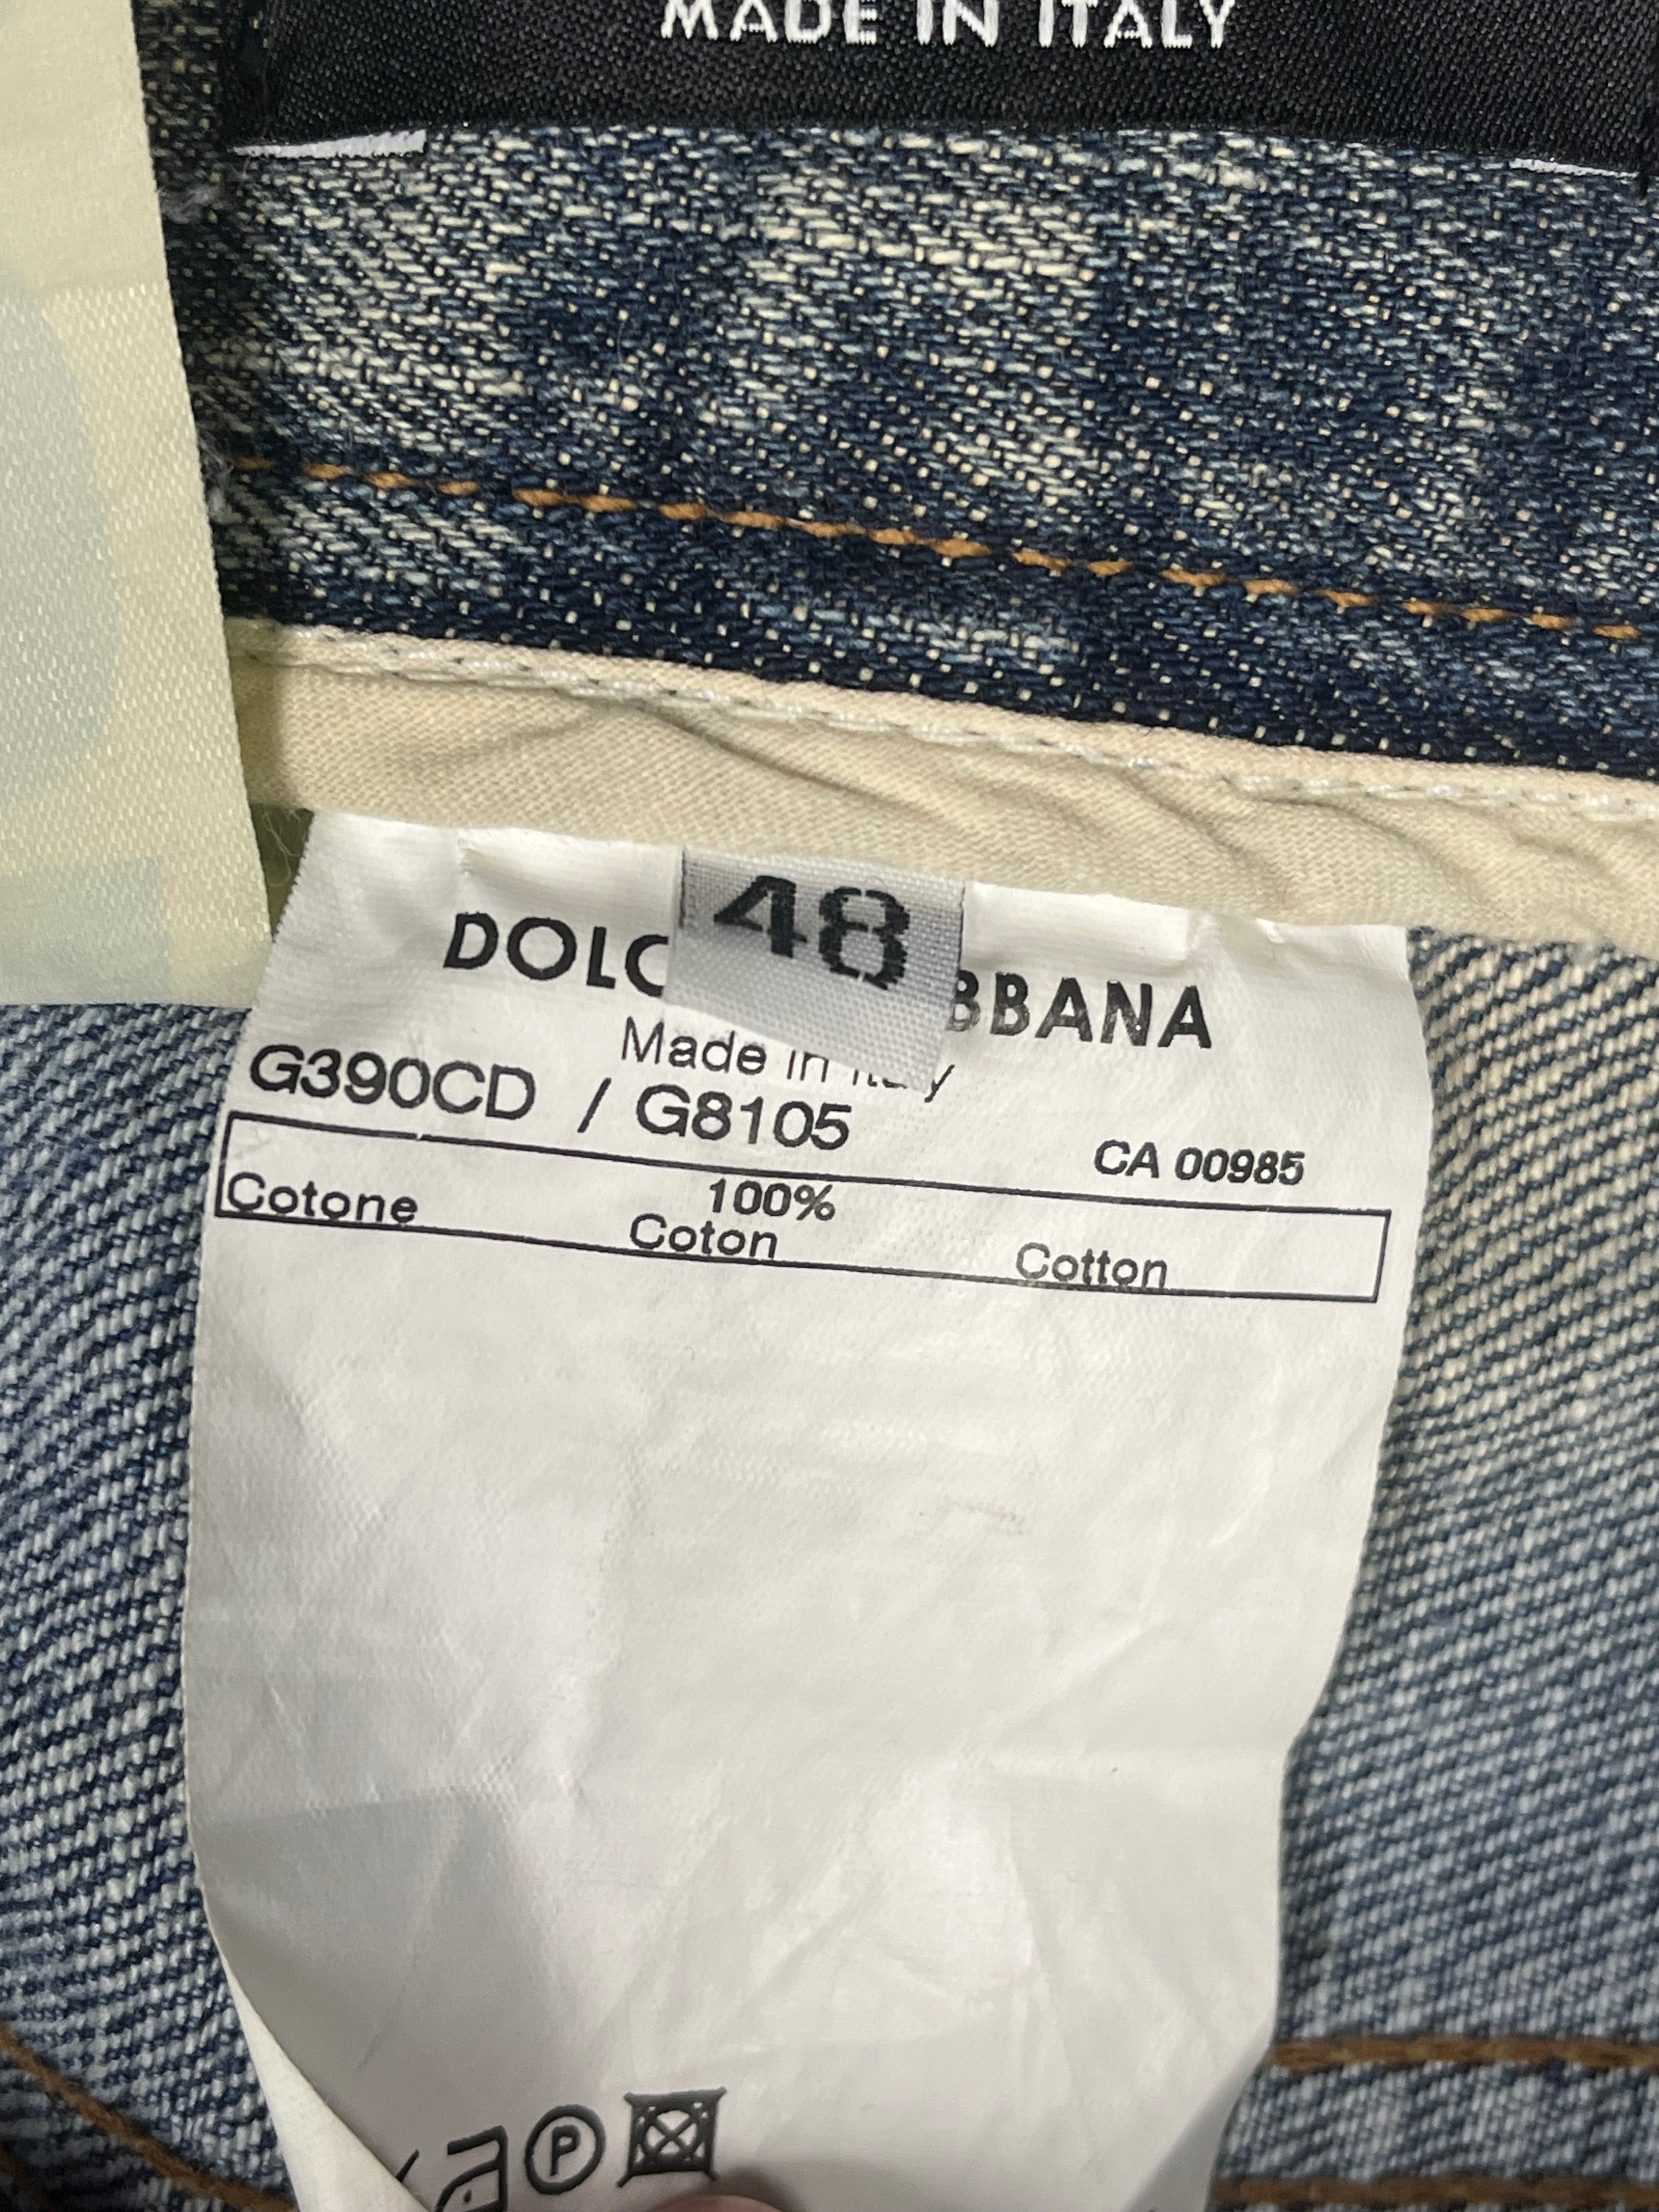 MADE IN ITALY
48
DOLC BBANA
Made in Italy
G390CD / G8105
CA 00985
100%
Cotone Coton Cotton
P